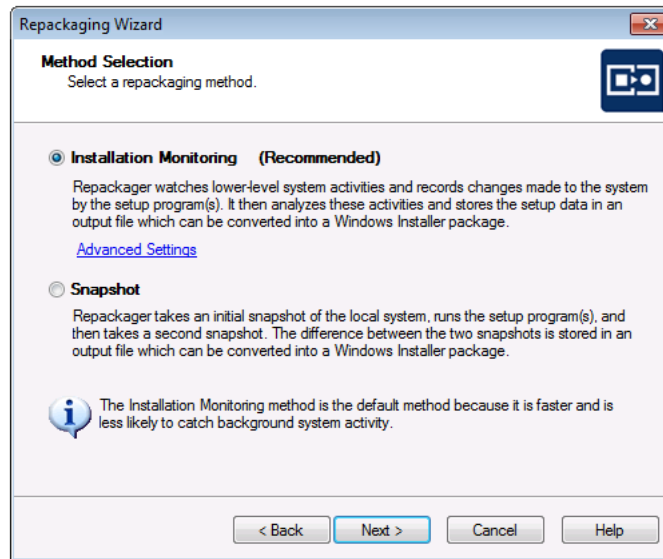 Repackaging Wizard
Method Selection
Select a repackaging method.
Installation Monitoring (Recommended)
Repackager watches lower-level system activities and records changes made to the system
by the setup program(s). It then analyzes these activities and stores the setup data in an
output file which can be converted into a Windows Installer package.
Advanced Settings
Snapshot
Repackager takes an initial snapshot of the local system, runs the setup program(s), and
then takes a second snapshot. The difference between the two snapshots is stored in an
output file which can be converted into a Windows Installer package.
The Installation Monitoring method is the default method because it is faster and is
less likely to catch background system activity.
< Back Next > Cancel Help